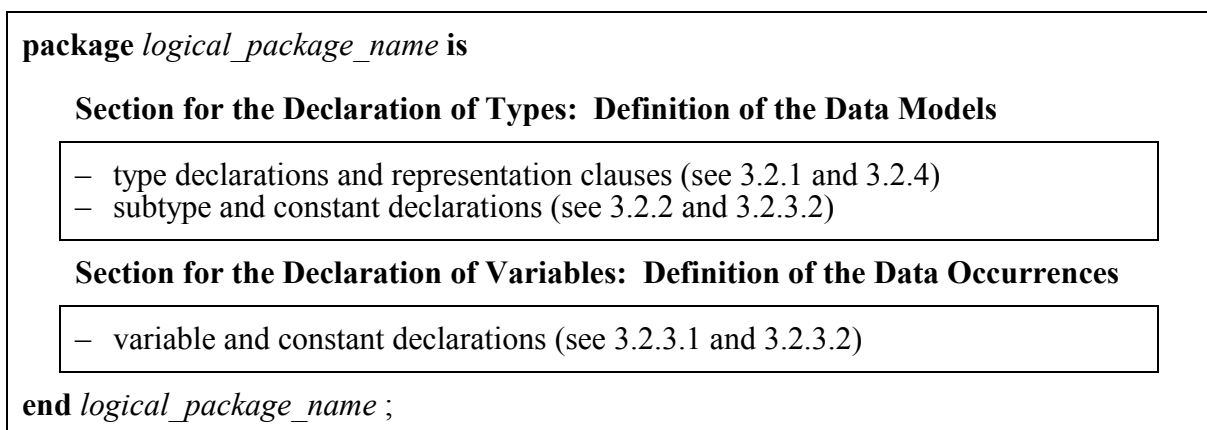 package logical_package_name is
Section for the Declaration of Types: Definition of the Data Models
– type declarations and representation clauses (see 3.2.1 and 3.2.4)
– subtype and constant declarations (see 3.2.2 and 3.2.3.2)
Section for the Declaration of Variables: Definition of the Data Occurrences
– variable and constant declarations (see 3.2.3.1 and 3.2.3.2)
end logical_package_name ;